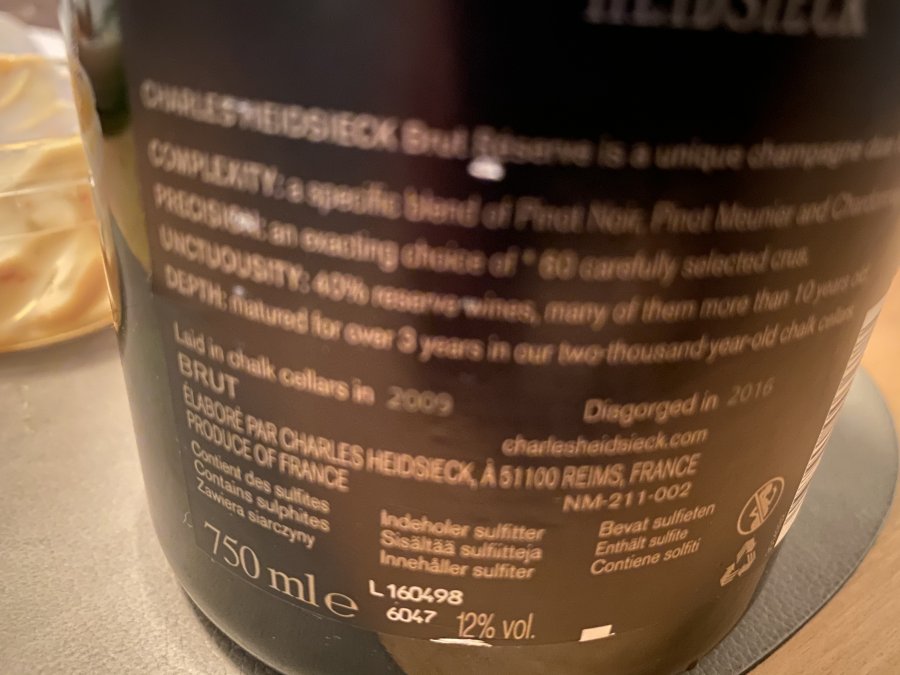 HEIDSIECK
CHARLES HEIDSIECK Brut Réserve is a unique champagne
COMPLEXITY: a specific blend of Pinot Noir, Pinot Meunier and
PRECISION: an exacting choice of * 60 carefully selected crus.
UNCTUOUSITY: 40% reserve wines, many of them more than 10 years old.
DEPTH: matured for over 3 years in our two-thousand-year-old chalk cellars.
Laid in chalk cellars in 2009
Disgorged in 2016
BRUT
charlesheidsieck.com
ÉLABORÉ PAR CHARLES HEIDSIECK, À 51100 REIMS, FRANCE
PRODUCE OF FRANCE
NM-211-002
Contient des sulfites
Contains sulphites
Zawiera siarczyny
Indeholer sulfitter
Sisältää sulfiitteja
Innehåller sulfiter
Bevat sulfieten
Enthält sulfite
Contiene solfiti
750 ml e
L 160498
6047
12% vol.